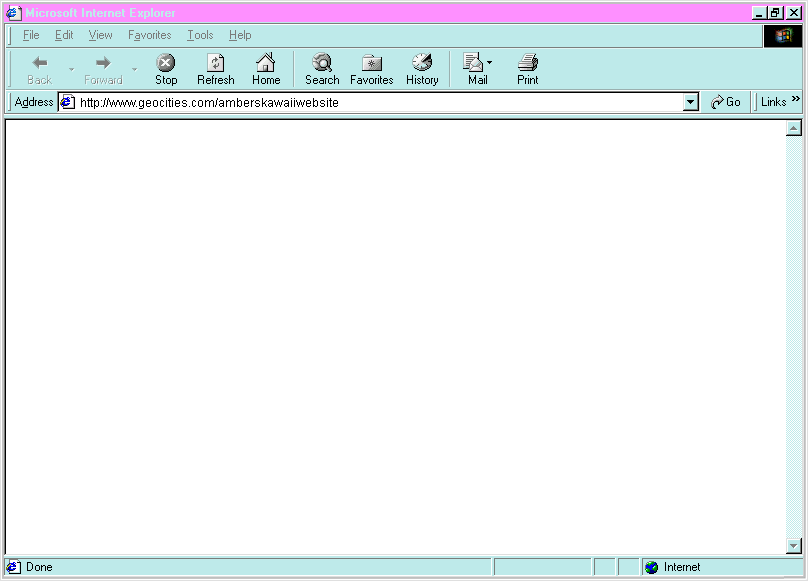 Microsoft Internet Explorer
File Edit View Favorites Tools Help
Back Forward Stop Refresh Home Search Favorites History Mail Print
Address http://www.geocities.com/amberskawaiiwebsite Go Links »
Done Internet